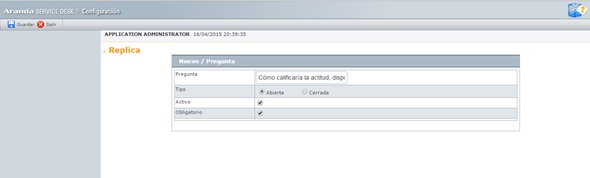 Aranda SERVICE DESK Configuración
Guardar Salir
APPLICATION ADMINISTRATOR 16/04/2015 20:39:35
Replica
Nuevo / Pregunta
Pregunta Cómo calificaría la actitud, dispo
Tipo Abierta Cerrada
Activo
Obligatorio